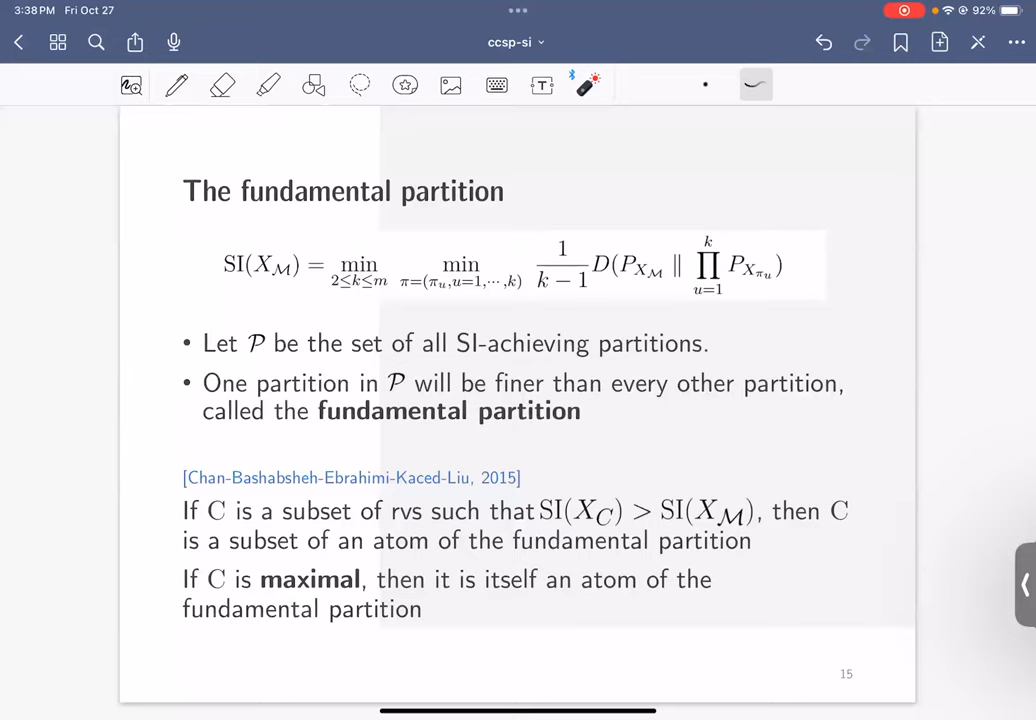 3:38 PM Fri Oct 27
92%
ccsp-si
The fundamental partition
SI(X_ℳ) = min_{2≤k≤m} min_{π=(π_u,u=1,⋯,k)} \frac{1}{k − 1} D(P_{X_ℳ} ∥ ∏_{u=1}^{k} P_{X_{π_u}})
• Let 𝒫 be the set of all SI-achieving partitions.
• One partition in 𝒫 will be finer than every other partition,
called the fundamental partition
[Chan-Bashabsheh-Ebrahimi-Kaced-Liu, 2015]
If C is a subset of rvs such that SI(X_C) > SI(X_ℳ), then C
is a subset of an atom of the fundamental partition
If C is maximal, then it is itself an atom of the
fundamental partition
15